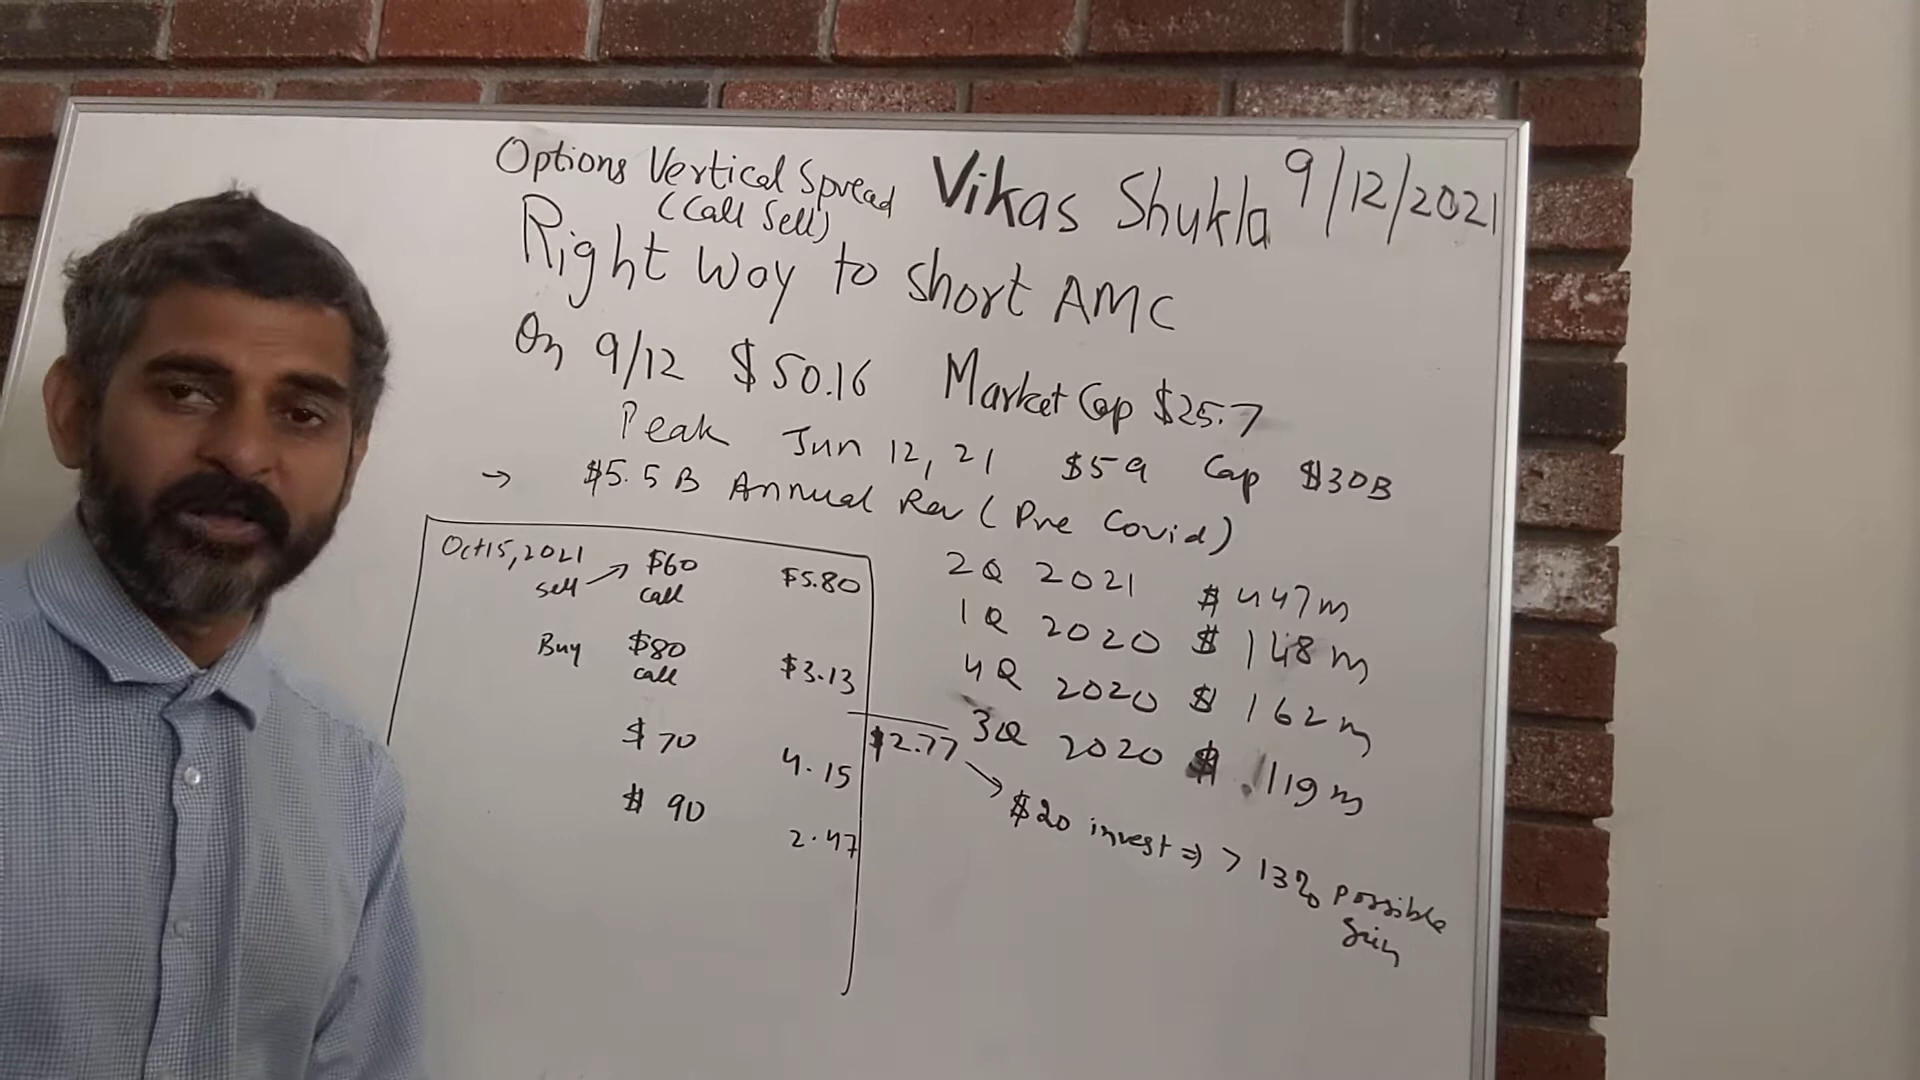 Options Vertical Spread
(Call Sell)
Vikas Shukla 9/12/2021
Right Way to short AMC
On 9/12 $50.16 Market Cap $25.7
Peak Jun 12, 21 $59 Cap $30B
→ $5.5B Annual Rev (Pre Covid)
Oct 15, 2021
sell → $60 call $5.80
Buy $80 call $3.13
$2.77
$70 4.15
$90 2.47
2Q 2021 $447m
1Q 2020 $148m
4Q 2020 $162m
3Q 2020 $119m
→ $20 invest ⇒ > 13% possible
Gain